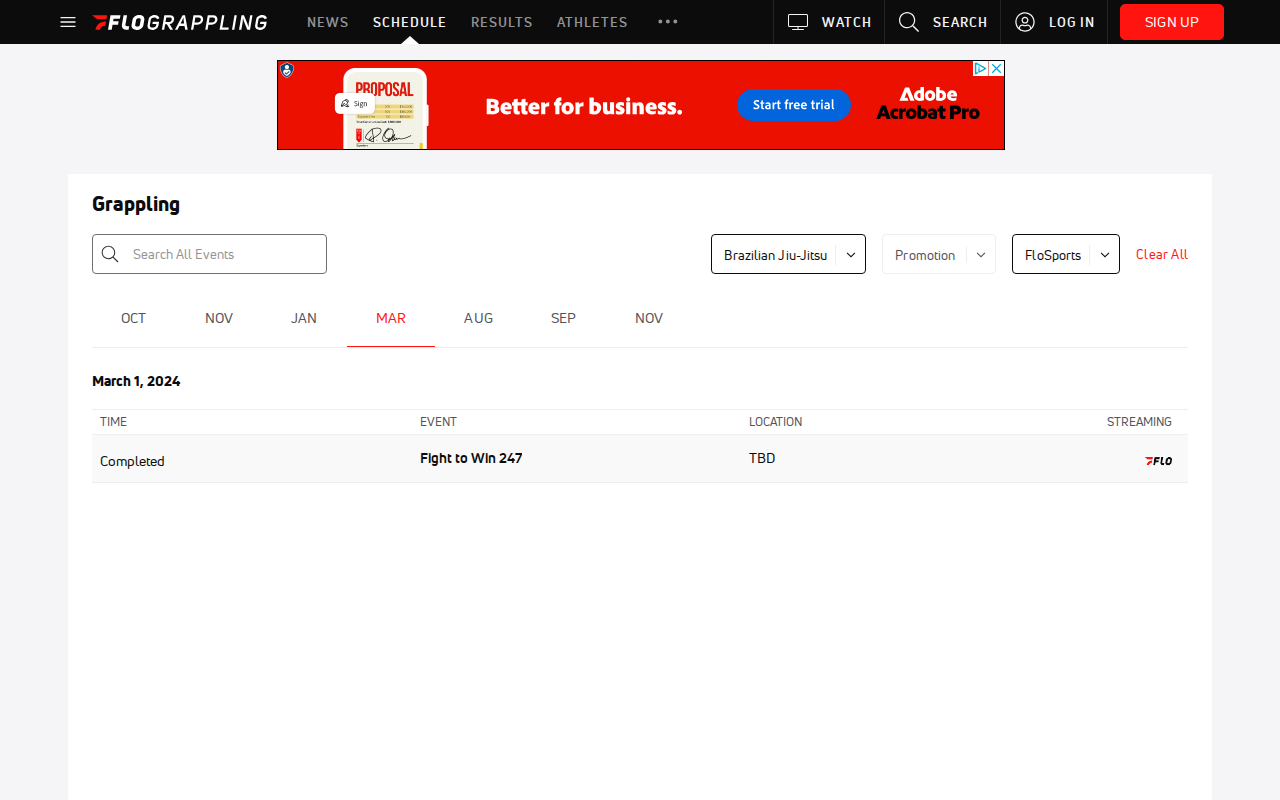 FLOGRAPPLING NEWS SCHEDULE RESULTS ATHLETES WATCH SEARCH LOG IN SIGN UP
PROPOSAL
Sign
Better for business.
Start free trial
Adobe
Acrobat Pro
Grappling
Search All Events
Brazilian Jiu-Jitsu
Promotion
FloSports
Clear All
OCT NOV JAN MAR AUG SEP NOV
March 1, 2024
TIME EVENT LOCATION STREAMING
Completed Fight to Win 247 TBD FLO